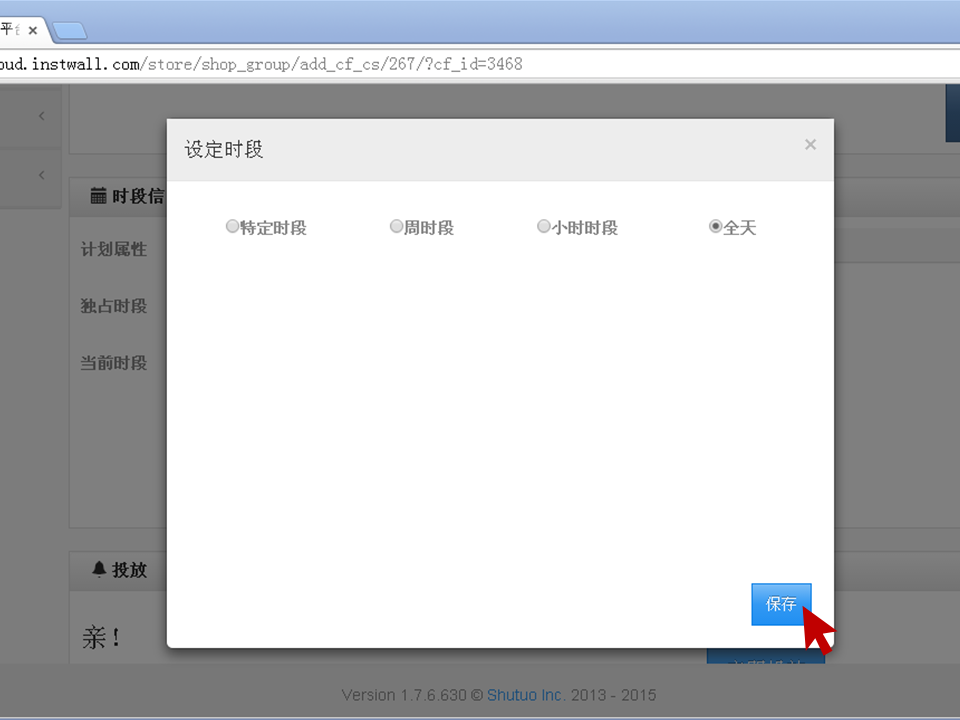 平台
oud.instwall.com/store/shop_group/add_cf_cs/267/?cf_id=3468
设定时段 ×
时段信
特定时段 周时段 小时时段 全天
计划属性
独占时段
当前时段
投放
保存
亲！
Version 1.7.6.630 © Shutuo Inc. 2013 - 2015